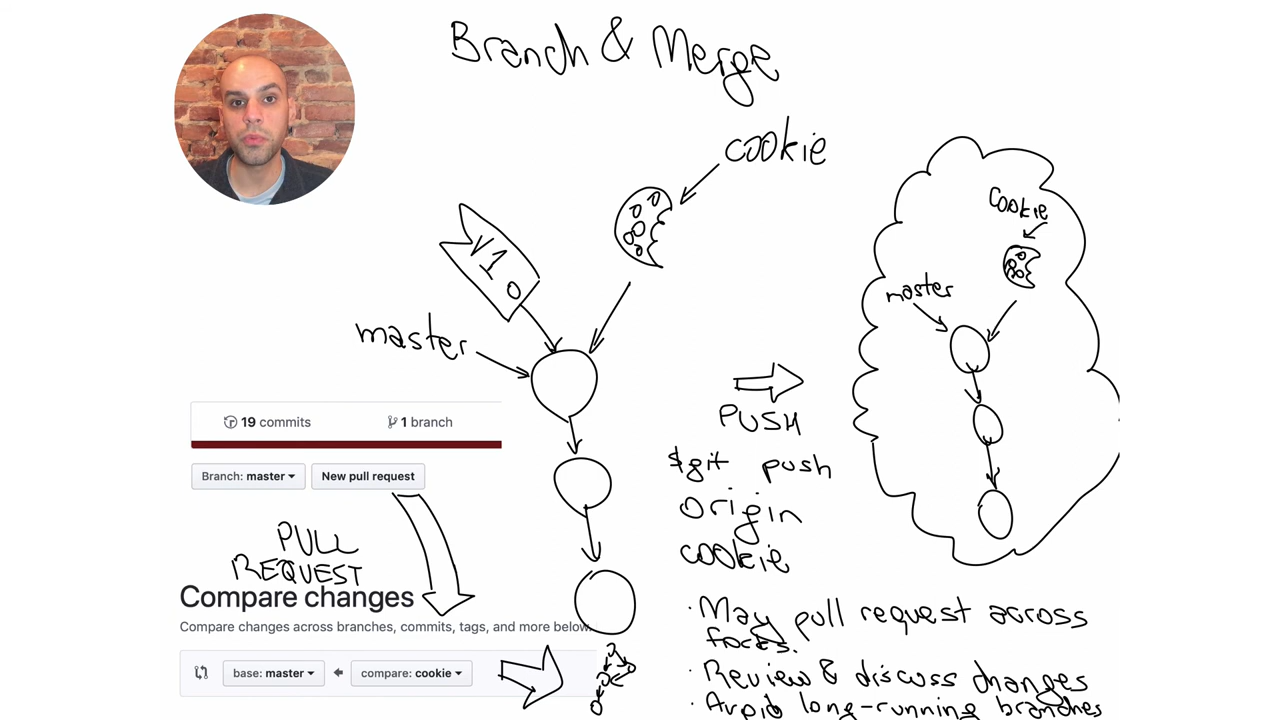 Branch & Merge
cookie
V1.0
master
19 commits
1 branch
Branch: master
New pull request
PULL
REQUEST
Compare changes
Compare changes across branches, commits, tags, and more below.
base: master
compare: cookie
PUSH
$git push
origin
cookie
cookie
master
· May pull request across
forks.
· Review & discuss changes
· Avoid long-running branches